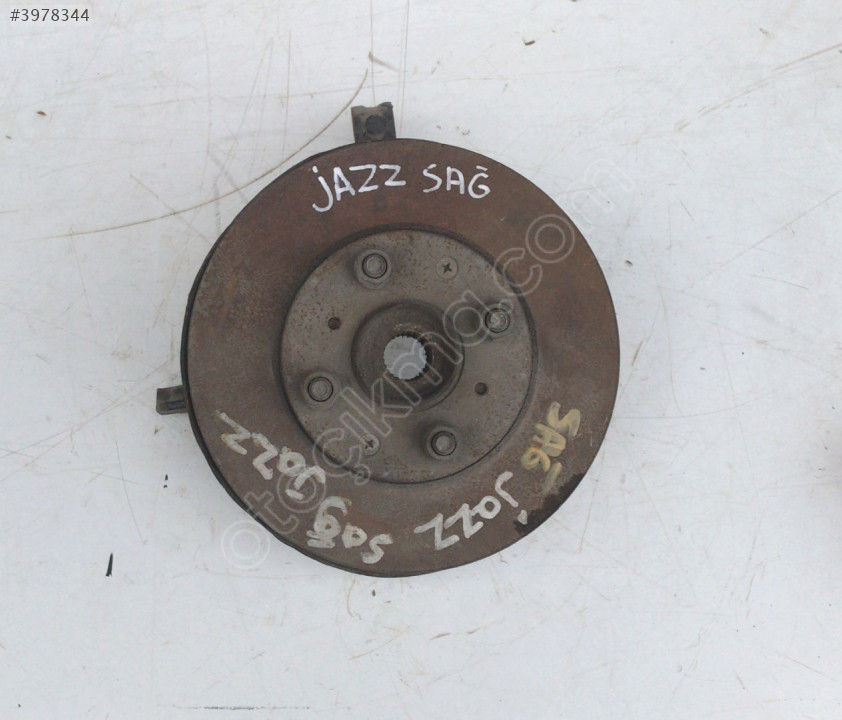 #3978344
jAZZ SAĞ
SAĞ
jazz
sağ jazz
otoçıkma.com